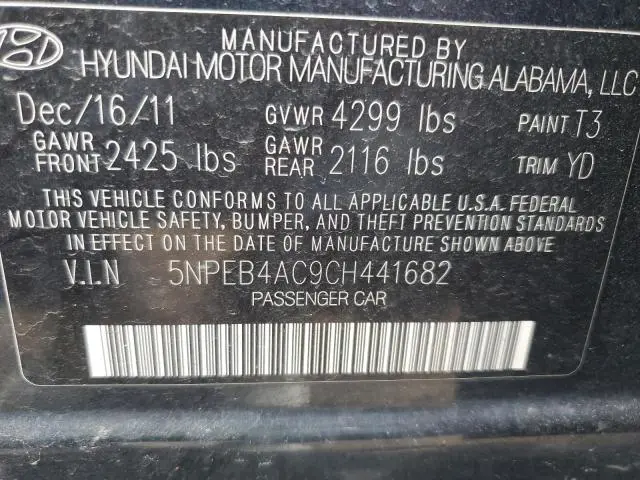 MANUFACTURED BY
HYUNDAI MOTOR MANUFACTURING ALABAMA, LLC
Dec/16/11 GVWR 4299 lbs PAINT T3
GAWR FRONT 2425 lbs GAWR REAR 2116 lbs TRIM YD
THIS VEHICLE CONFORMS TO ALL APPLICABLE U.S.A. FEDERAL
MOTOR VEHICLE SAFETY, BUMPER, AND THEFT PREVENTION STANDARDS
IN EFFECT ON THE DATE OF MANUFACTURE SHOWN ABOVE
V.I.N 5NPEB4AC9CH441682
PASSENGER CAR